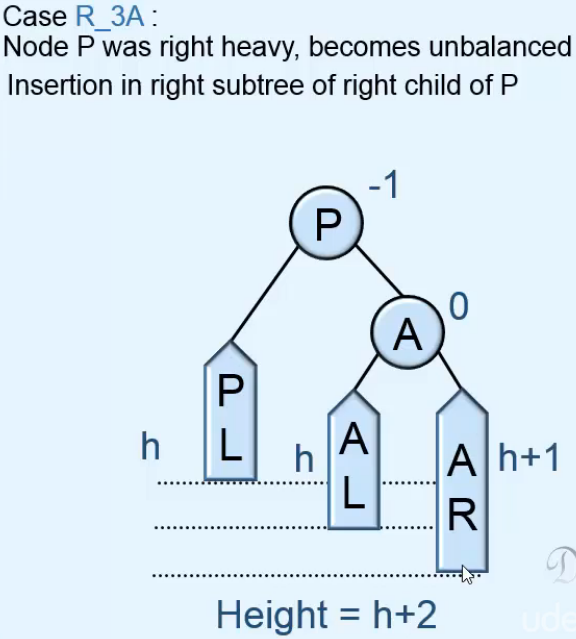 Case R_3A :
Node P was right heavy, becomes unbalanced
Insertion in right subtree of right child of P
-1
P
0
A
P
L
h
A
L
h
A
R
h+1
Height = h+2
ude